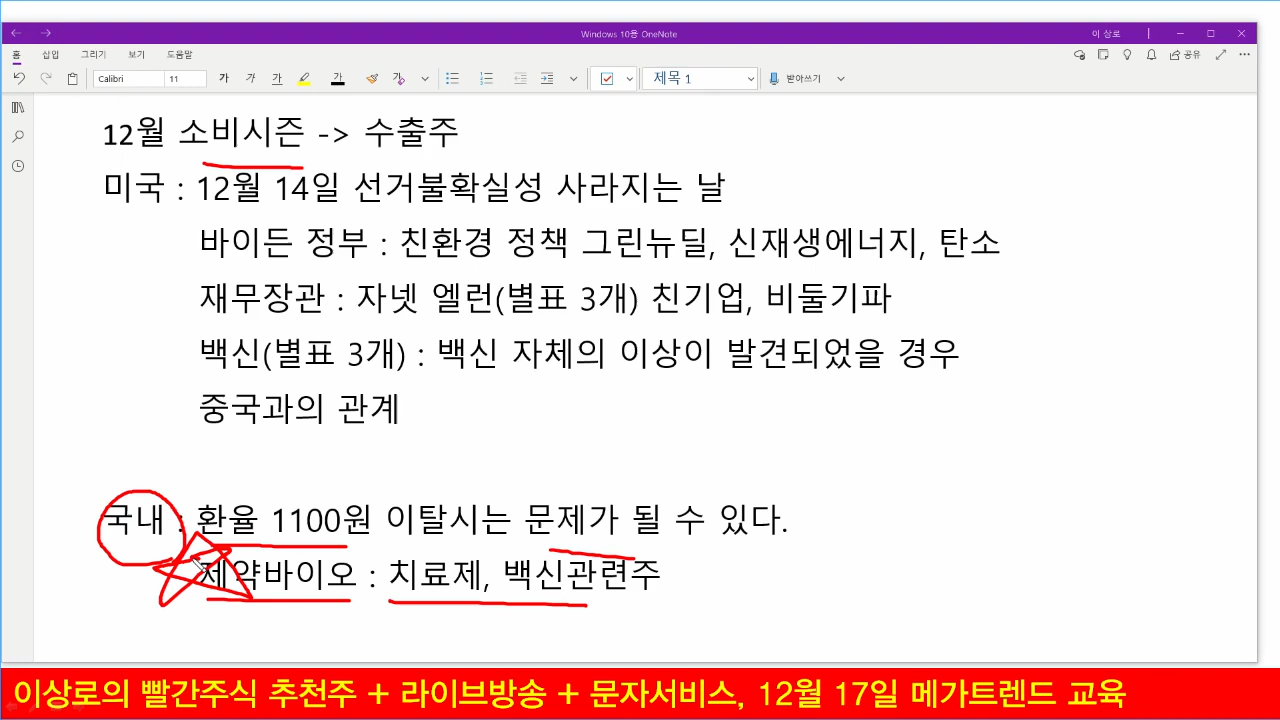 Windows 10용 OneNote
이 상로
홈 삽입 그리기 보기 도움말
공유
Calibri 11 가 가 가 가 가 제목 1 받아쓰기
12월 소비시즌 -> 수출주
미국 : 12월 14일 선거불확실성 사라지는 날
바이든 정부 : 친환경 정책 그린뉴딜, 신재생에너지, 탄소
재무장관 : 자넷 엘런(별표 3개) 친기업, 비둘기파
백신(별표 3개) : 백신 자체의 이상이 발견되었을 경우
중국과의 관계
국내 : 환율 1100원 이탈시는 문제가 될 수 있다.
제약바이오 : 치료제, 백신관련주
이상로의 빨간주식 추천주 + 라이브방송 + 문자서비스, 12월 17일 메가트렌드 교육